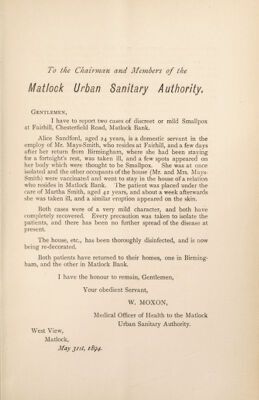 To the Chairman and Members of the
Matlock Urban Sanitary Authority.
GENTLEMEN,
I have to report two cases of discreet or mild Smallpox
at Fairhill, Chesterfield Road, Matlock Bank.
Alice Sandford, aged 24 years, is a domestic servant in the
employ of Mr. Mays-Smith, who resides at Fairhill, and a few days
after her return from Birmingham, where she had been staying
for a fortnight's rest, was taken ill, and a few spots appeared on
her body which were thought to be Smallpox. She was at once
isolated and the other occupants of the house (Mr. and Mrs. Mays-
Smith) were vaccinated and went to stay in the house of a relation
who resides in Matlock Bank. The patient was placed under the
care of Martha Smith, aged 42 years, and about a week afterwards
she was taken ill, and a similar eruption appeared on the skin.
Both cases were of a very mild character, and both have
completely recovered. Every precaution was taken to isolate the
patients, and there has been no further spread of the disease at
present.
The house, etc., has been thoroughly disinfected, and is now
being re-decorated.
Both patients have returned to their homes, one in Birming-
ham, and the other in Matlock Bank.
I have the honour to remain, Gentlemen,
Your obedient Servant,
W. MOXON,
Medical Officer of Health to the Matlock
Urban Sanitary Authority.
West View,
Matlock,
May 31st, 1894.